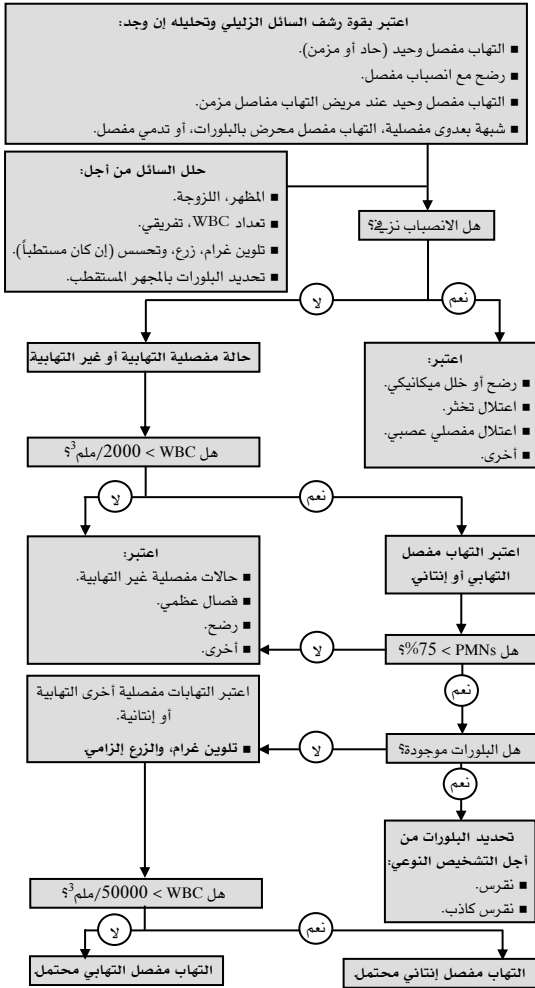 اعتبر بقوة رشف السائل الزليلي وتحليله إن وجد:
■ التهاب مفصل وحيد (حاد أو مزمن).
■ رضح مع انصباب مفصل.
■ التهاب مفصل وحيد عند مريض التهاب مفاصل مزمن.
■ شبهة بعدوى مفصلية، التهاب مفصل محرض بالبلورات، أو تدمي مفصل.
حلل السائل من أجل:
■ المظهر، اللزوجة.
■ تعداد WBC، تفريقي.
■ تلوين غرام، زرع، وتحسس (إن كان مستطباً).
■ تحديد البلورات بالمجهر المستقطب.
هل الانصباب نزيفي؟
لا
نعم
حالة مفصلية التهابية أو غير التهابية.
اعتبر:
■ رضح أو خلل ميكانيكي.
■ اعتلال تخثر.
■ اعتلال مفصلي عصبي.
■ أخرى.
هل WBC > 2000/ملم3؟
لا
نعم
اعتبر:
■ حالات مفصلية غير التهابية.
■ فصال عظمي.
■ رضح.
■ أخرى.
اعتبر التهاب مفصل
التهابي أو إنتاني.
هل PMNs > 75%؟
لا
نعم
اعتبر التهابات مفصلية أخرى التهابية
أو إنتانية.
■ تلوين غرام، والزرع إلزامي.
هل البلورات موجودة؟
لا
نعم
تحديد البلورات من
أجل التشخيص النوعي:
■ نقرس.
■ نقرس كاذب.
هل WBC > 50000/ملم3؟
لا
نعم
التهاب مفصل التهابي محتمل.
التهاب مفصل إنتاني محتمل.